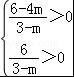 { (6-4m)/(3-m) > 0
6/(3-m) > 0